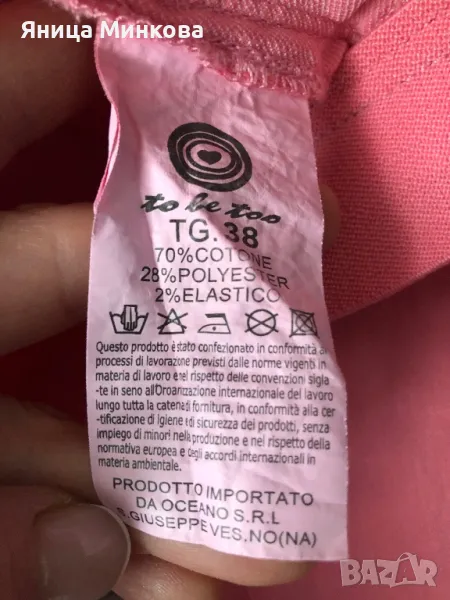 Яница Минкова
to be too
TG. 38
70%COTONE
28%POLYESTER
2%ELASTICO
Questo prodotto è stato confezionato in conformità ai
processi di lavorazone previsti dalle norme vigenti in
materia di lavoro e nel rispetto delle convenzioni sigla
-te in seno all'Organizzazione internazionale del lavoro
lungo tutta la catena di fornitura, in conformita alla cer
-tificazione di Igiene e di sicurezza dei prodotti, senza
impiego di minori nella produzione e nel rispetto della
normativa europea e degli accordi internazionali in
materia ambientale.
PRODOTTO IMPORTATO
DA OCEANO S.R.L
S.GIUSEPPEVES.NO(NA)
BAZAR